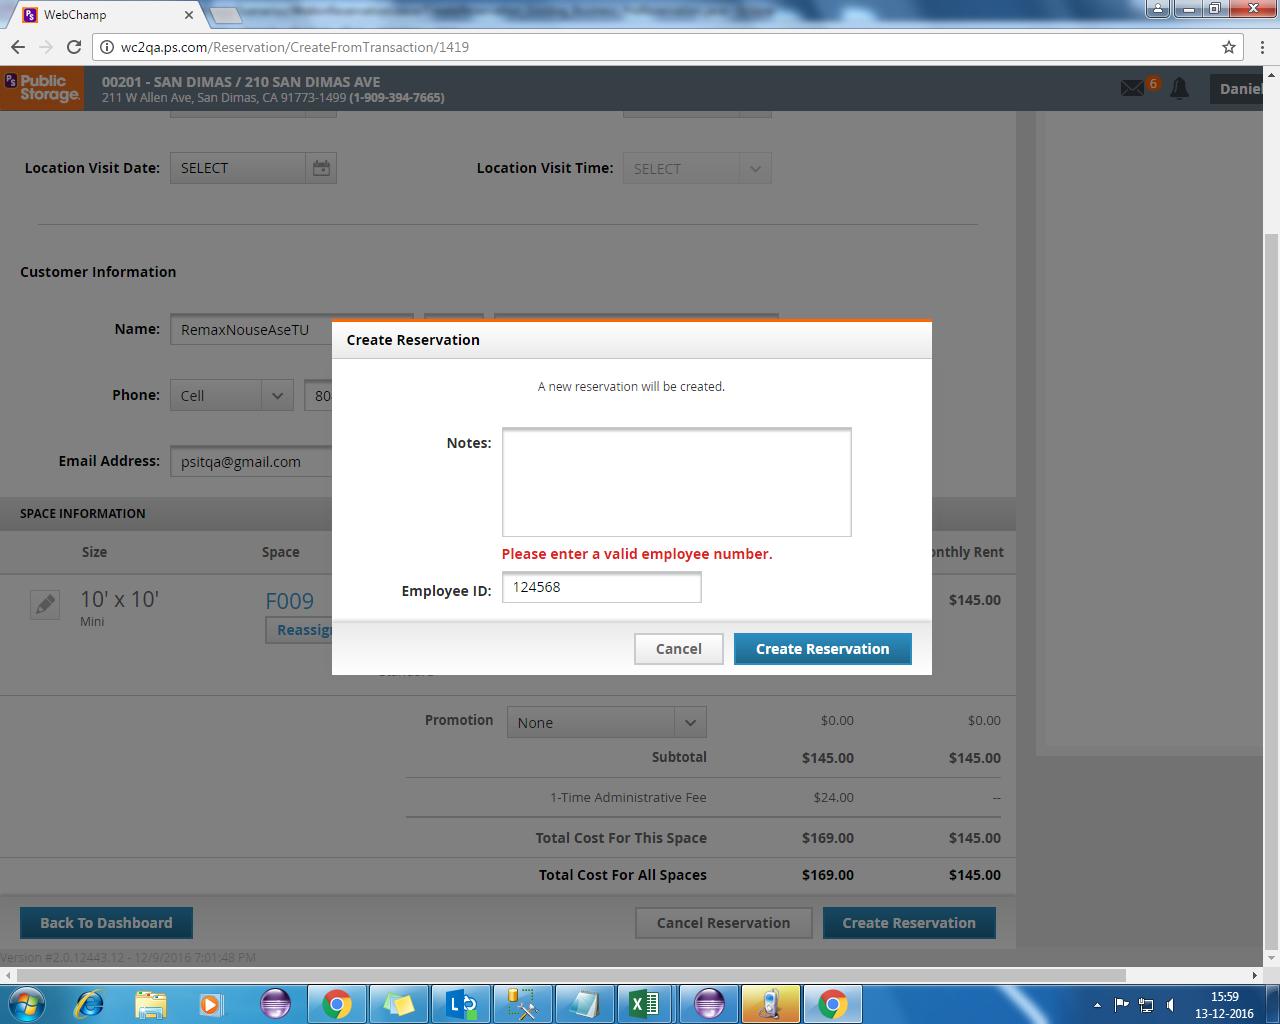 WebChamp
wc2qa.ps.com/Reservation/CreateFromTransaction/1419
PS Public Storage.
00201 - SAN DIMAS / 210 SAN DIMAS AVE
211 W Allen Ave, San Dimas, CA 91773-1499 (1-909-394-7665)
6
Daniel
Location Visit Date: SELECT
Location Visit Time: SELECT
Customer Information
Name: RemaxNouseAseTU
Phone: Cell 80
Email Address: psitqa@gmail.com
SPACE INFORMATION
Size Space onthly Rent
10' x 10' F009 $145.00
Mini
Reassig
Create Reservation
A new reservation will be created.
Notes:
Please enter a valid employee number.
Employee ID: 124568
Cancel Create Reservation
Standard
Promotion None $0.00 $0.00
Subtotal $145.00 $145.00
1-Time Administrative Fee $24.00 --
Total Cost For This Space $169.00 $145.00
Total Cost For All Spaces $169.00 $145.00
Back To Dashboard Cancel Reservation Create Reservation
Version #2.0.12443.12 - 12/9/2016 7:01:48 PM
15:59
13-12-2016